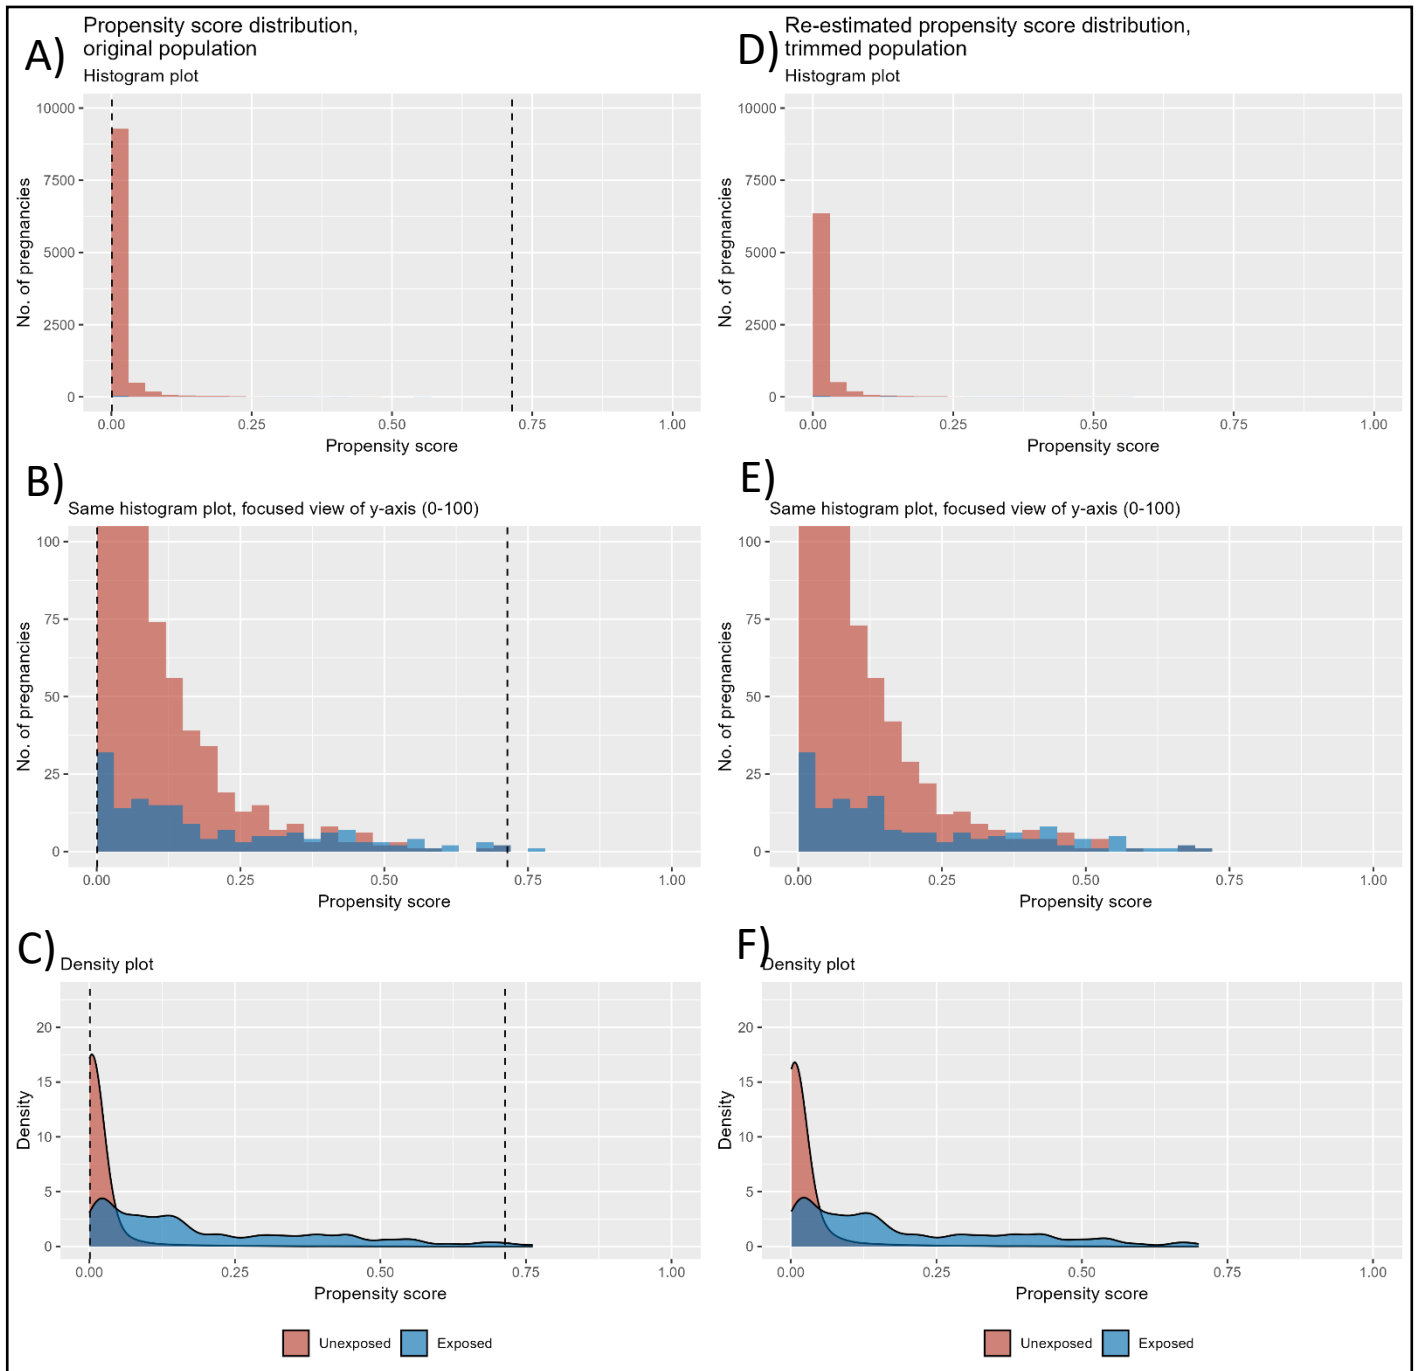 A)
Propensity score distribution,
original population
Histogram plot
10000
7500
5000
2500
0
No. of pregnancies
0.00 0.25 0.50 0.75 1.00
Propensity score
D)
Re-estimated propensity score distribution,
trimmed population
Histogram plot
10000
7500
5000
2500
0
No. of pregnancies
0.00 0.25 0.50 0.75 1.00
Propensity score
B)
Same histogram plot, focused view of y-axis (0-100)
100
75
50
25
0
No. of pregnancies
0.00 0.25 0.50 0.75 1.00
Propensity score
E)
Same histogram plot, focused view of y-axis (0-100)
100
75
50
25
0
No. of pregnancies
0.00 0.25 0.50 0.75 1.00
Propensity score
C)
Density plot
20
15
10
5
0
Density
0.00 0.25 0.50 0.75 1.00
Propensity score
Unexposed Exposed
F)
Density plot
20
15
10
5
0
Density
0.00 0.25 0.50 0.75 1.00
Propensity score
Unexposed Exposed